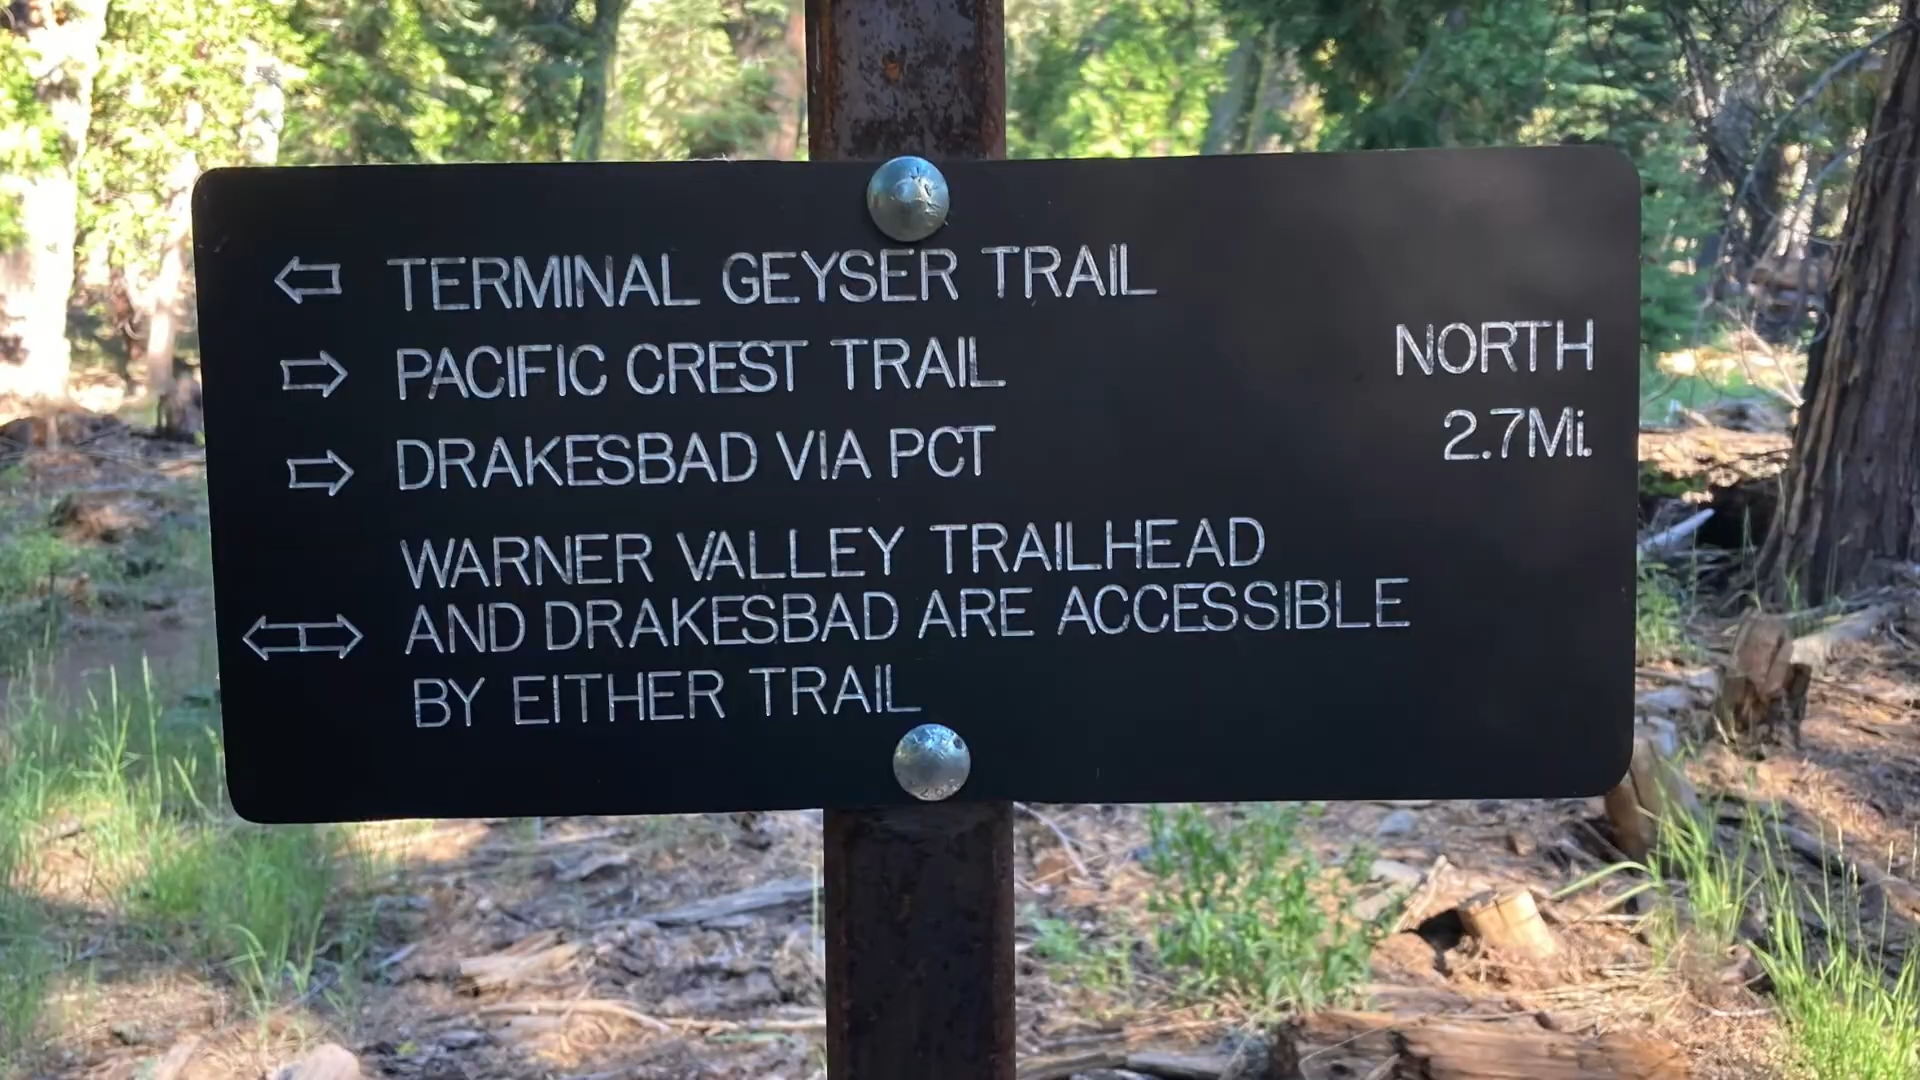 TERMINAL GEYSER TRAIL
PACIFIC CREST TRAIL NORTH
DRAKESBAD VIA PCT 2.7Mi.
WARNER VALLEY TRAILHEAD
AND DRAKESBAD ARE ACCESSIBLE
BY EITHER TRAIL